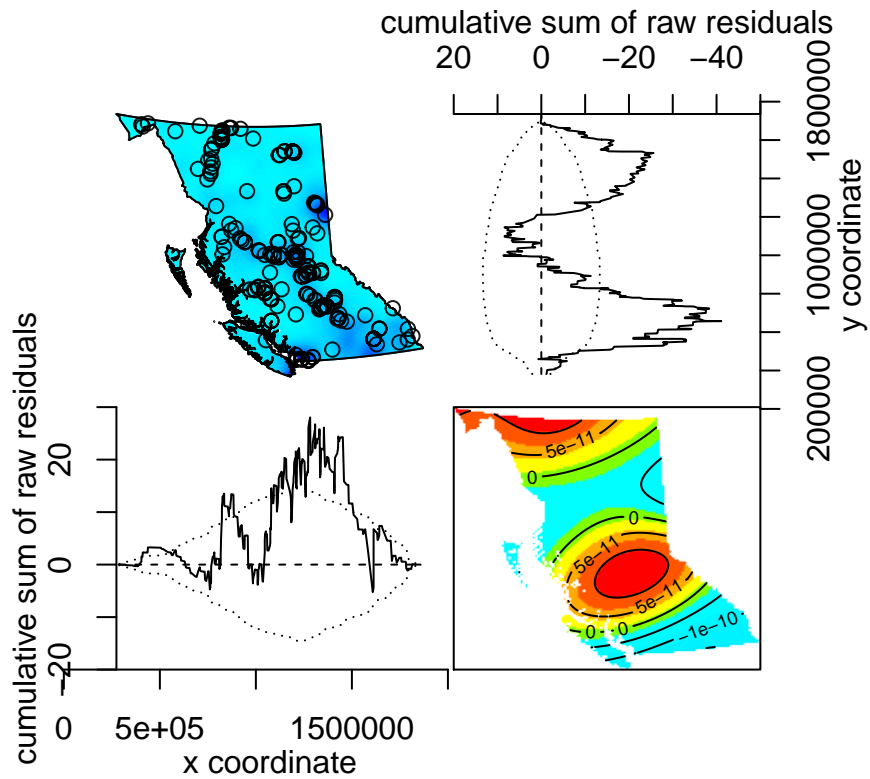 cumulative sum of raw residuals
20 0 −20 −40
200000 1000000 1800000
y coordinate
cumulative sum of raw residuals
20 0 20
0 5e+05 1500000
x coordinate
5e−11
0
0
5e−11
5e−11
0
0
−1e−10